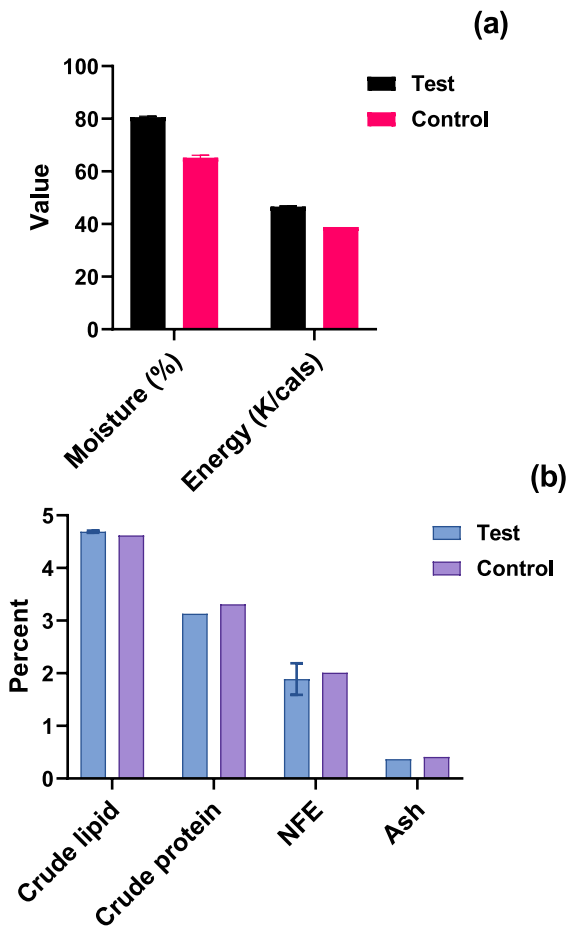 (a)
100
80
60
40
20
0
Value
Test
Control
Moisture (%)
Energy (K/cals)
(b)
5
4
3
2
1
0
Percent
Test
Control
Crude lipid
Crude protein
NFE
Ash